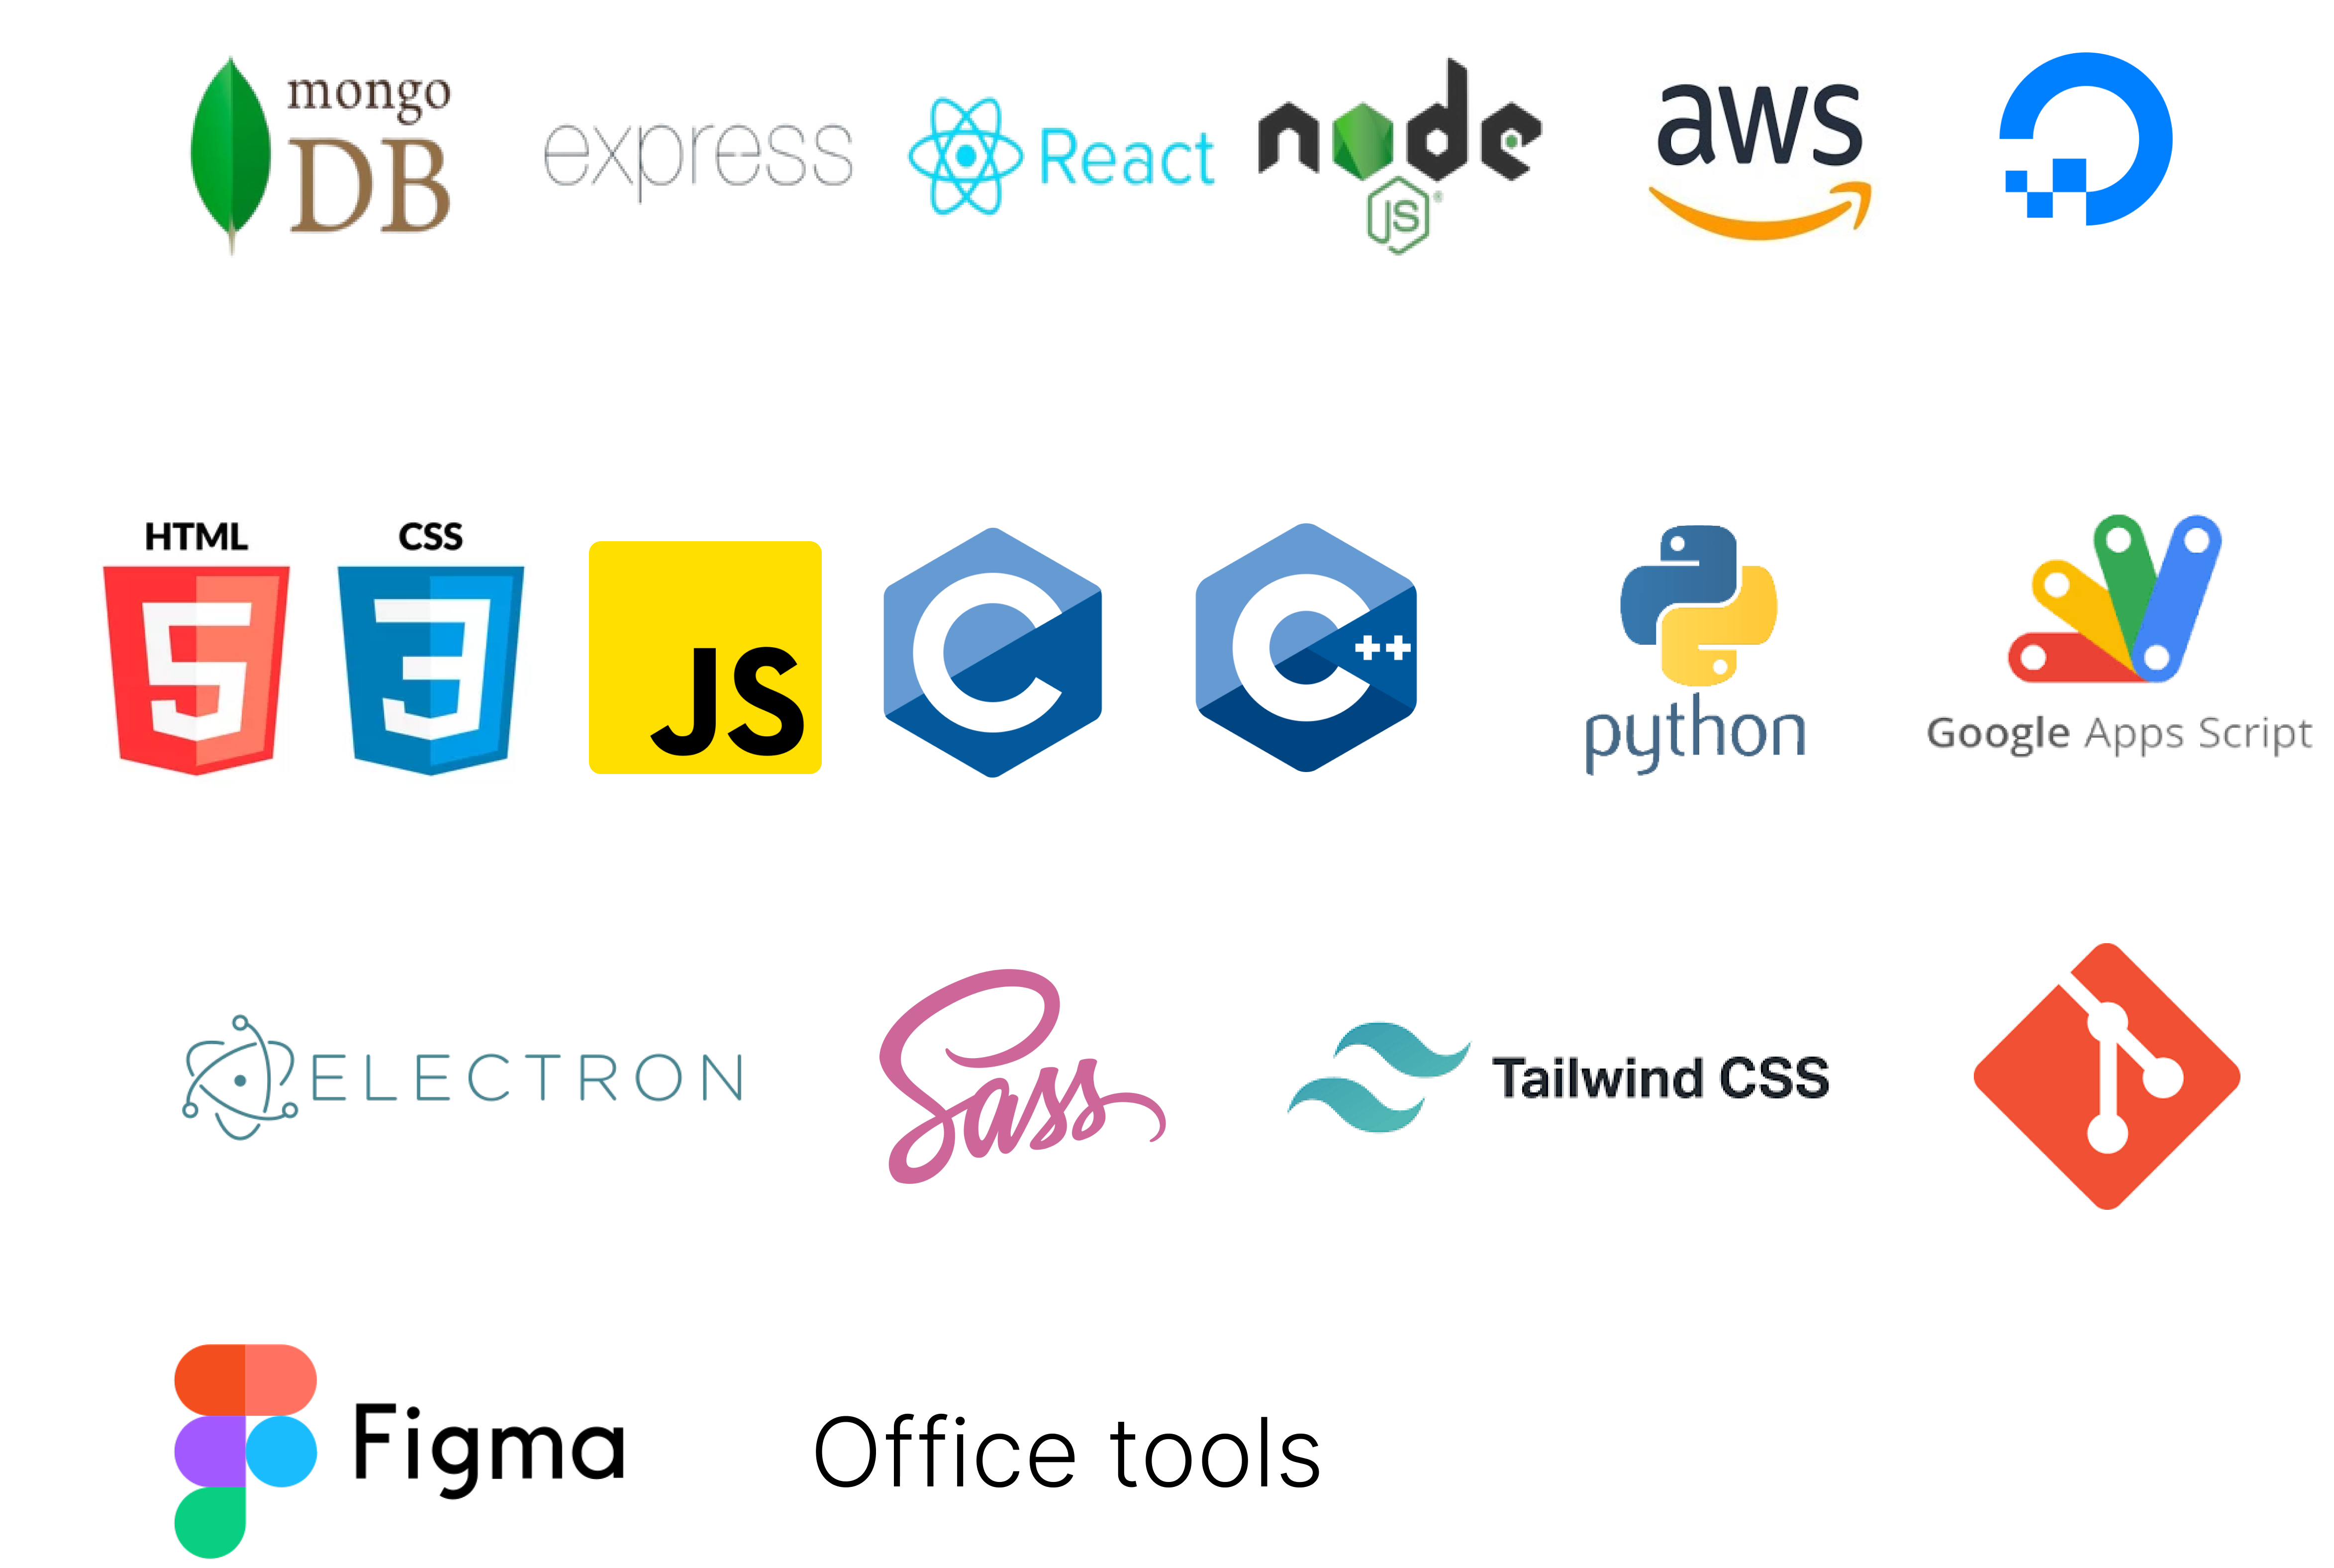 mongo
DB
express
React
node
JS
aws
HTML
CSS
5
3
JS
C
C++
python
Google Apps Script
ELECTRON
Sass
Tailwind CSS
Figma
Office tools